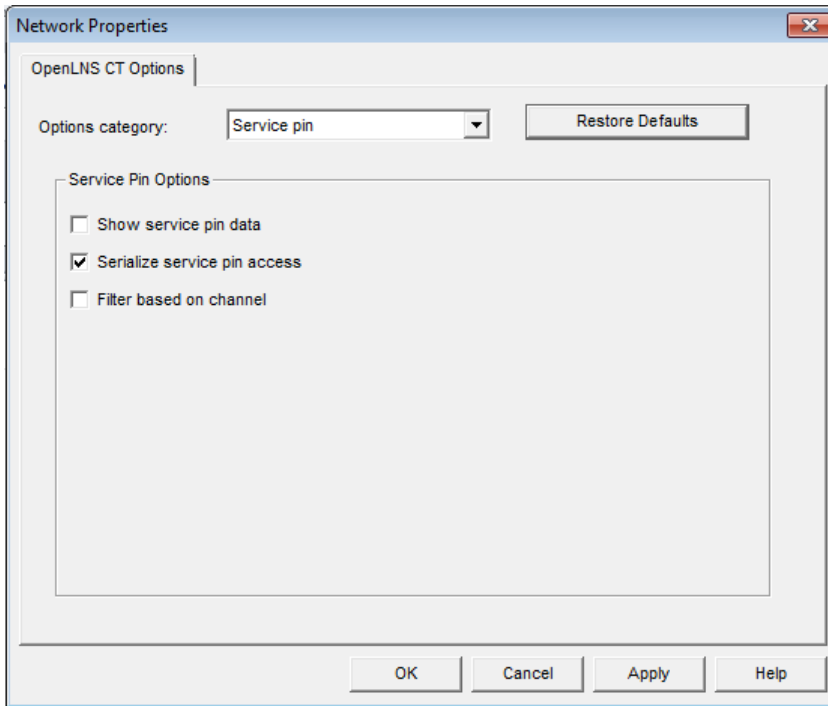 Network Properties
OpenLNS CT Options
Options category: Service pin Restore Defaults
Service Pin Options
Show service pin data
Serialize service pin access
Filter based on channel
OK Cancel Apply Help